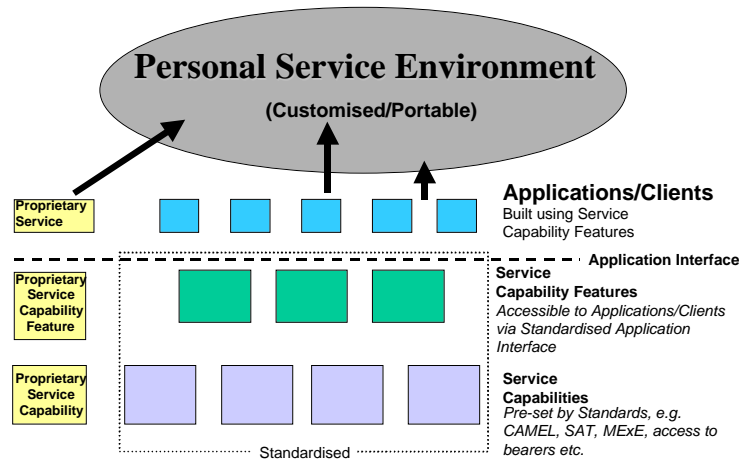 Personal Service Environment
(Customised/Portable)
Proprietary
Service
Applications/Clients
Built using Service
Capability Features
Application Interface
Proprietary
Service
Capability
Feature
Service
Capability Features
Accessible to Applications/Clients
via Standardised Application
Interface
Proprietary
Service
Capability
Service
Capabilities
Pre-set by Standards, e.g.
CAMEL, SAT, MExE, access to
bearers etc.
Standardised